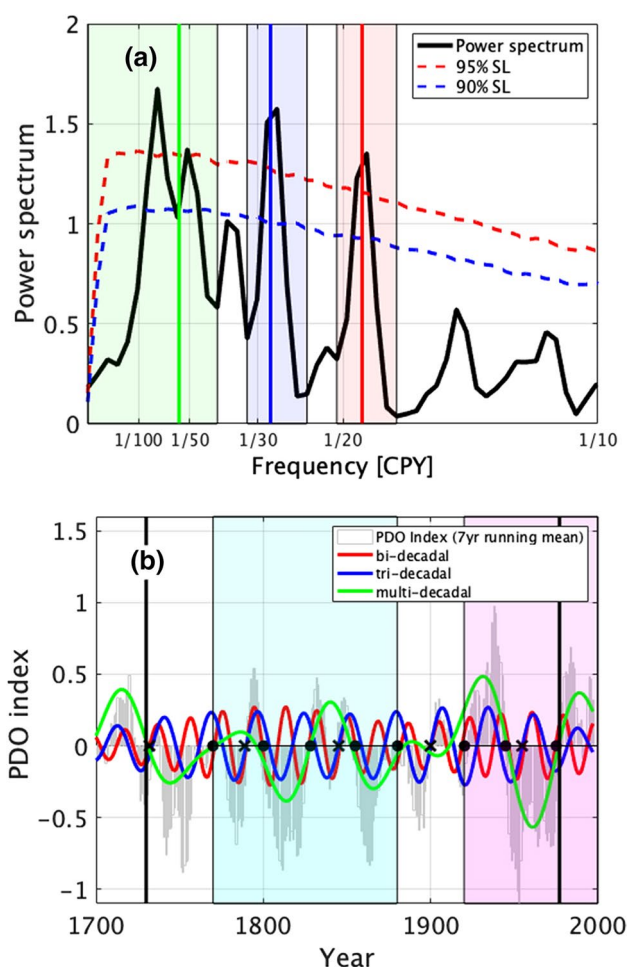 2
(a)
Power spectrum
95% SL
90% SL
1.5
1
0.5
0
Power spectrum
1/100
1/50
1/30
1/20
1/10
Frequency [CPY]
1.5
(b)
PDO Index (7yr running mean)
bi-decadal
tri-decadal
multi-decadal
1
0.5
0
-0.5
-1
PDO index
1700
1800
1900
2000
Year